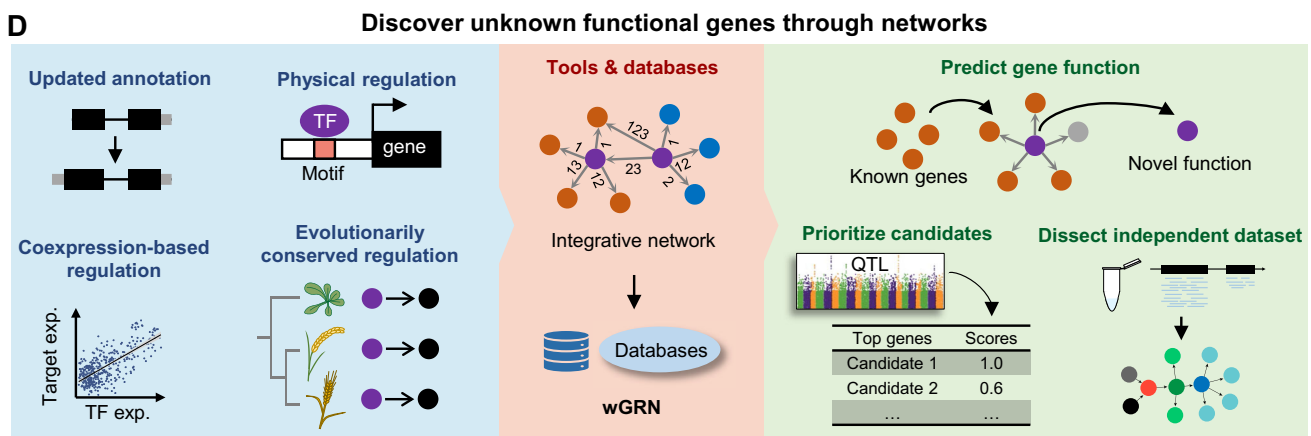 D
Discover unknown functional genes through networks
Updated annotation
Physical regulation
TF
gene
Motif
Coexpression-based
regulation
Target exp.
TF exp.
Evolutionarily
conserved regulation
Tools & databases
123
1
1
1
13
12
23
12
2
Integrative network
Databases
wGRN
Predict gene function
Known genes
Novel function
Prioritize candidates
QTL
Top genes Scores
Candidate 1 1.0
Candidate 2 0.6
... ...
Dissect independent dataset